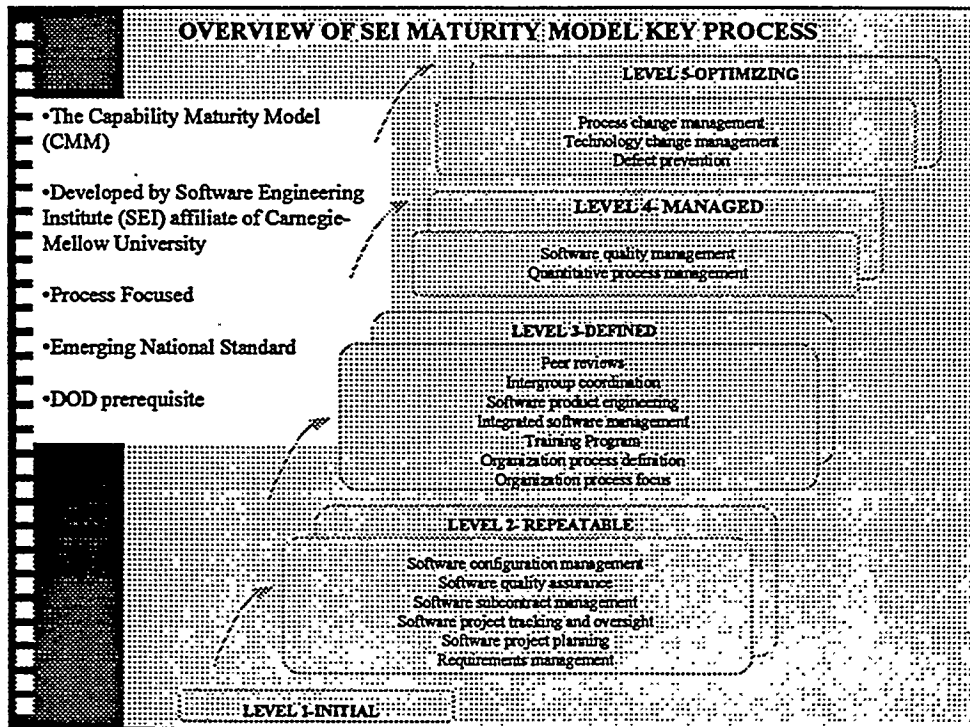 OVERVIEW OF SEI MATURITY MODEL KEY PROCESS
•The Capability Maturity Model
(CMM)
•Developed by Software Engineering
Institute (SEI) affiliate of Carnegie-
Mellow University
•Process Focused
•Emerging National Standard
•DOD prerequisite
LEVEL 5-OPTIMIZING
Process change management
Technology change management
Defect prevention
LEVEL 4- MANAGED
Software quality management
Quantitative process management
LEVEL 3-DEFINED
Peer reviews
Intergroup coordination
Software product engineering
Integrated software management
Training Program
Organization process definition
Organization process focus
LEVEL 2- REPEATABLE
Software configuration management
Software quality assurance
Software subcontract management
Software project tracking and oversight
Software project planning
Requirements management
LEVEL 1-INITIAL